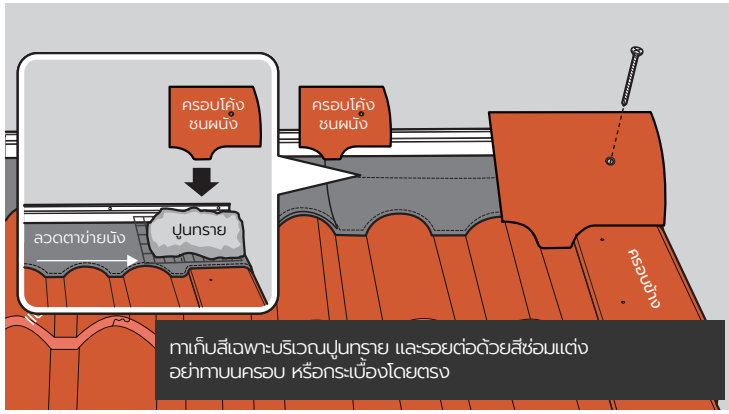 ครอบโค้ง
ชนผนัง
ครอบโค้ง
ชนผนัง
ปูนทราย
ลวดตาข่ายนัง
ครอบข้าง
ทาเก็บสีเฉพาะบริเวณปูนทราย และรอยต่อด้วยสีซ่อมแต่ง
อย่าทาบนครอบ หรือกระเบื้องโดยตรง